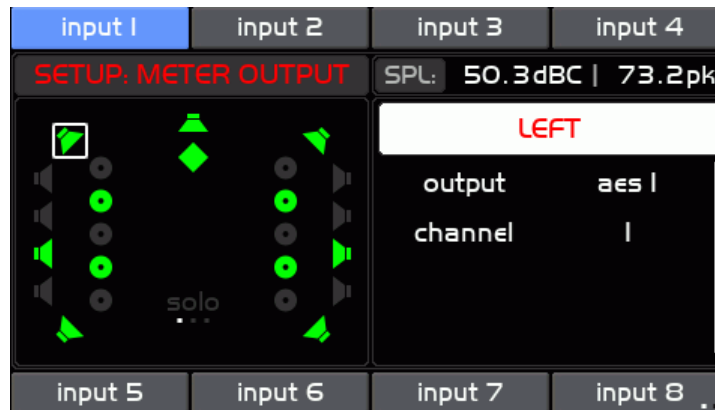 input 1 input 2 input 3 input 4
SETUP: METER OUTPUT SPL: 50.3dBC | 73.2pk
LEFT
output aes 1
channel 1
solo
input 5 input 6 input 7 input 8